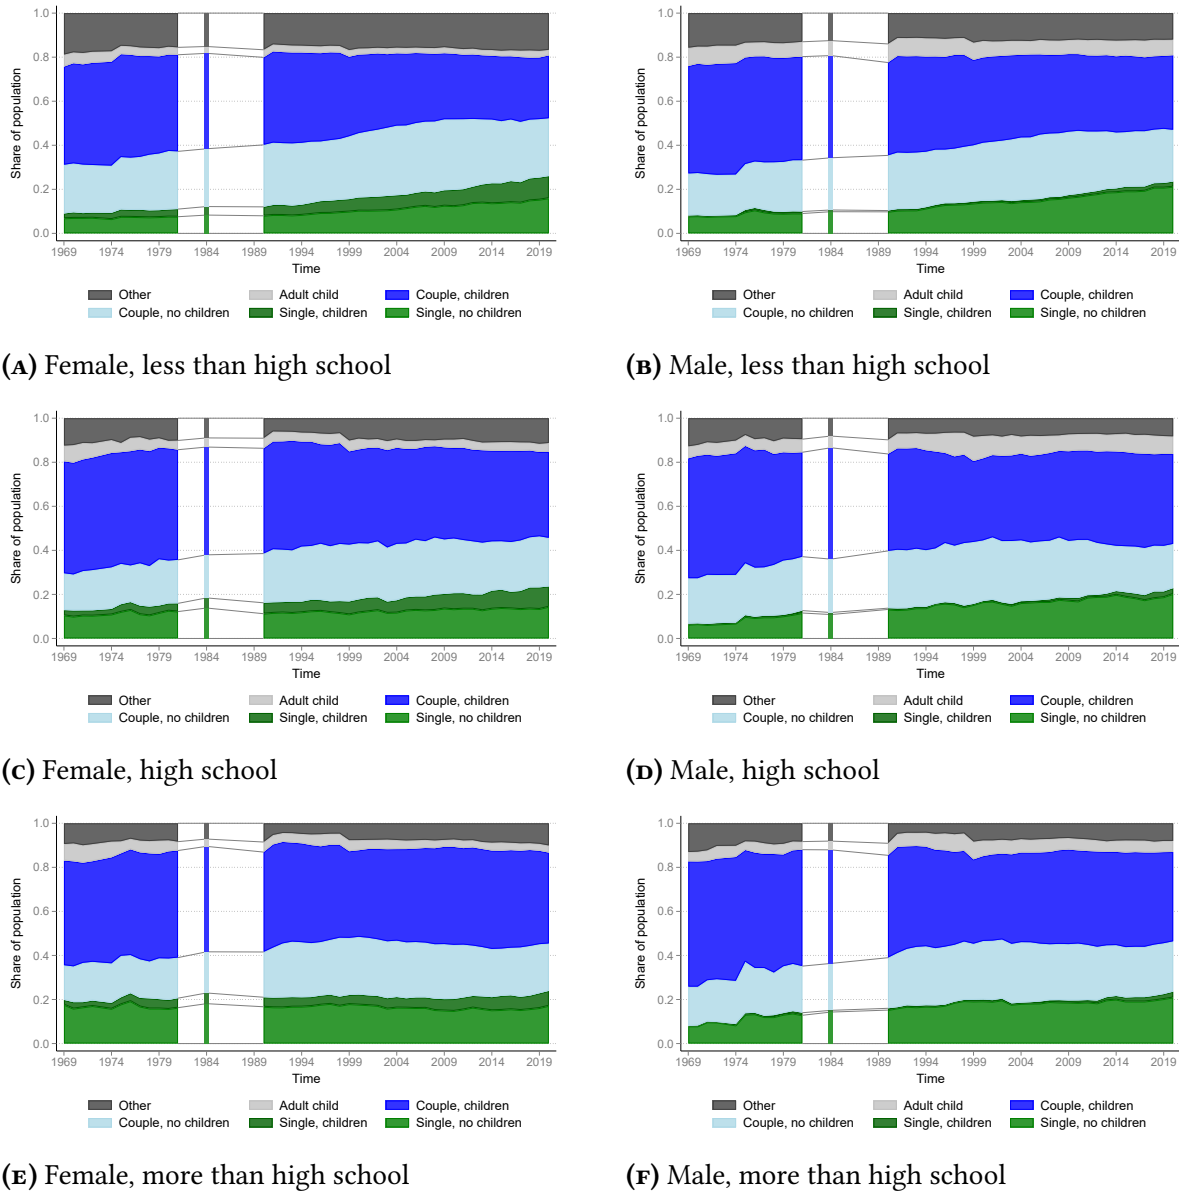 1.0
0.8
0.6
0.4
0.2
0.0
Share of population
1969 1974 1979 1984 1989 1994 1999 2004 2009 2014 2019
Time
Other Adult child Couple, children
Couple, no children Single, children Single, no children
(A) Female, less than high school
1.0
0.8
0.6
0.4
0.2
0.0
Share of population
1969 1974 1979 1984 1989 1994 1999 2004 2009 2014 2019
Time
Other Adult child Couple, children
Couple, no children Single, children Single, no children
(B) Male, less than high school
1.0
0.8
0.6
0.4
0.2
0.0
Share of population
1969 1974 1979 1984 1989 1994 1999 2004 2009 2014 2019
Time
Other Adult child Couple, children
Couple, no children Single, children Single, no children
(C) Female, high school
1.0
0.8
0.6
0.4
0.2
0.0
Share of population
1969 1974 1979 1984 1989 1994 1999 2004 2009 2014 2019
Time
Other Adult child Couple, children
Couple, no children Single, children Single, no children
(D) Male, high school
1.0
0.8
0.6
0.4
0.2
0.0
Share of population
1969 1974 1979 1984 1989 1994 1999 2004 2009 2014 2019
Time
Other Adult child Couple, children
Couple, no children Single, children Single, no children
(E) Female, more than high school
1.0
0.8
0.6
0.4
0.2
0.0
Share of population
1969 1974 1979 1984 1989 1994 1999 2004 2009 2014 2019
Time
Other Adult child Couple, children
Couple, no children Single, children Single, no children
(F) Male, more than high school